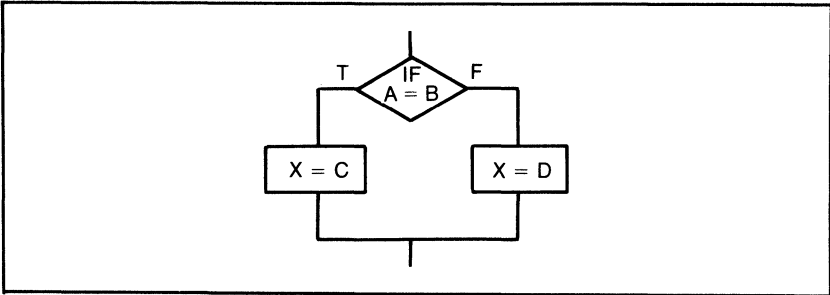 T
IF
F
A = B
X = C
X = D